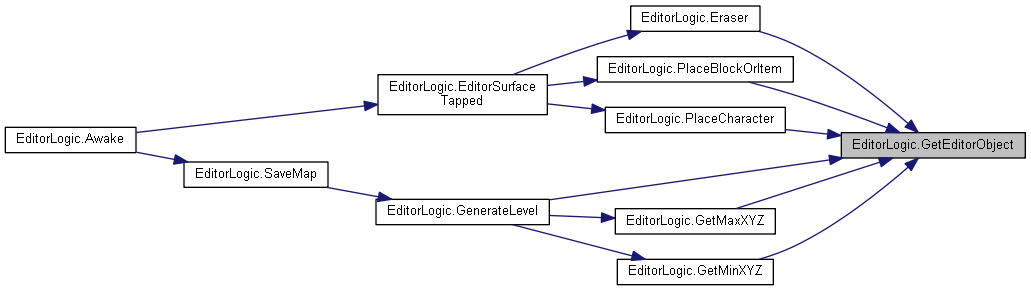 EditorLogic.Eraser
EditorLogic.PlaceBlockOrItem
EditorLogic.EditorSurface
Tapped
EditorLogic.PlaceCharacter
EditorLogic.Awake
EditorLogic.GetEditorObject
EditorLogic.SaveMap
EditorLogic.GenerateLevel
EditorLogic.GetMaxXYZ
EditorLogic.GetMinXYZ